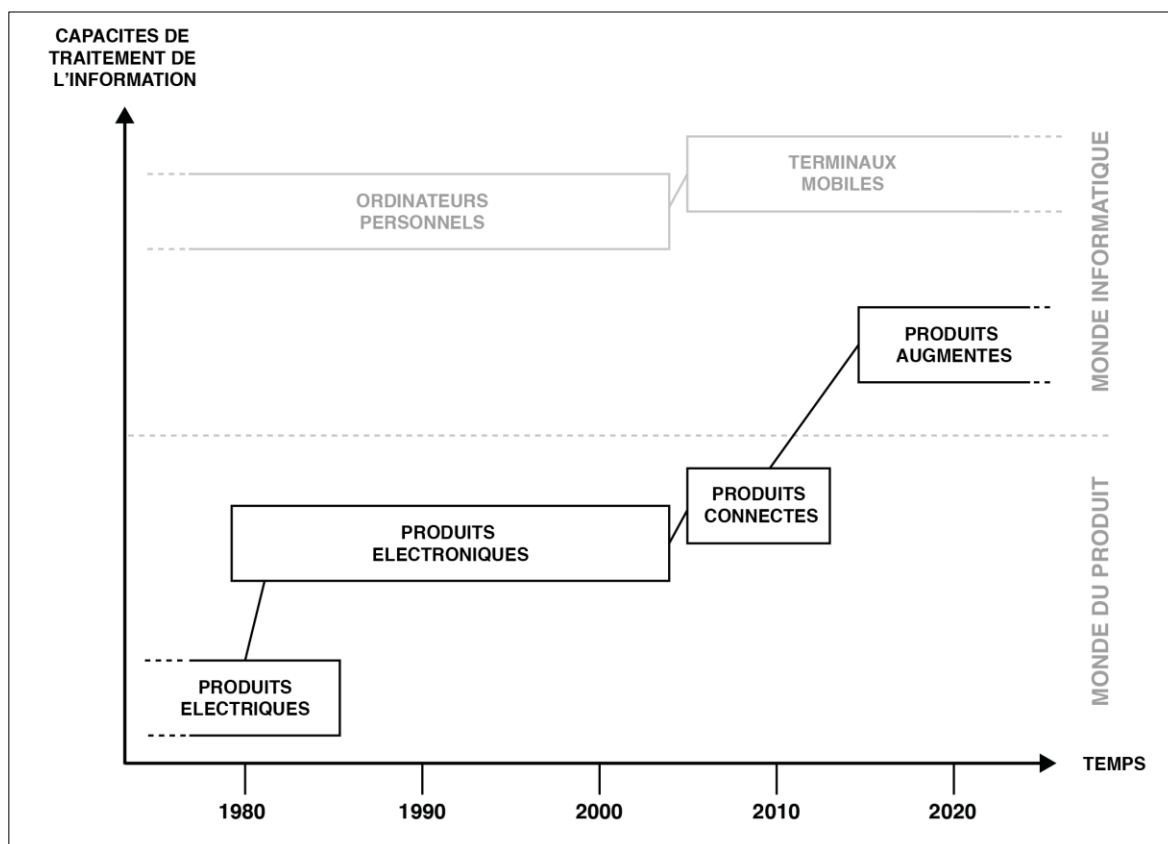 CAPACITES DE
TRAITEMENT DE
L'INFORMATION
ORDINATEURS
PERSONNELS
TERMINAUX
MOBILES
MONDE INFORMATIQUE
PRODUITS
AUGMENTES
PRODUITS
CONNECTES
PRODUITS
ELECTRONIQUES
MONDE DU PRODUIT
PRODUITS
ELECTRIQUES
TEMPS
1980
1990
2000
2010
2020